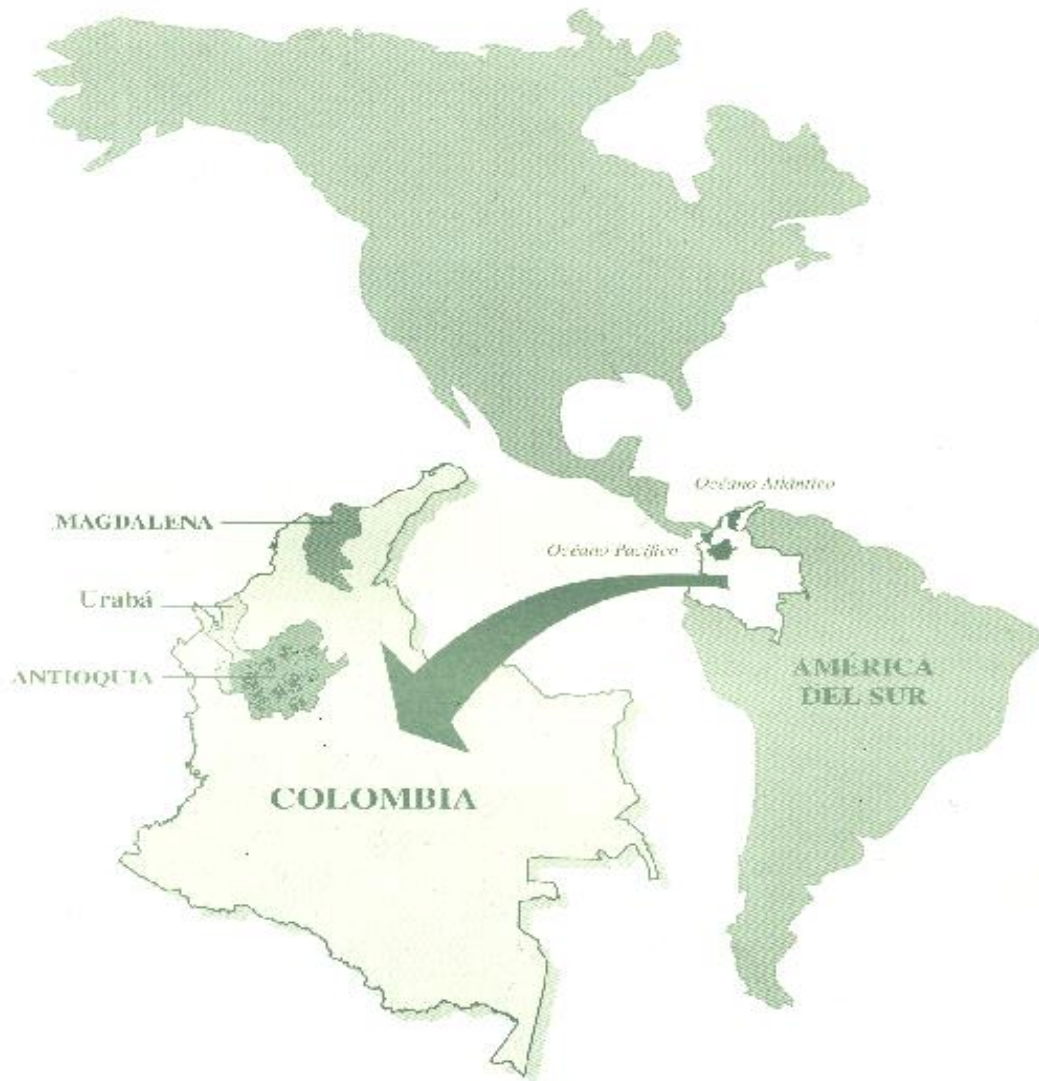 Océano Atlántico
MAGDALENA
Océano Pacífico
Urabá
ANTIOQUIA
AMÉRICA
DEL SUR
COLOMBIA